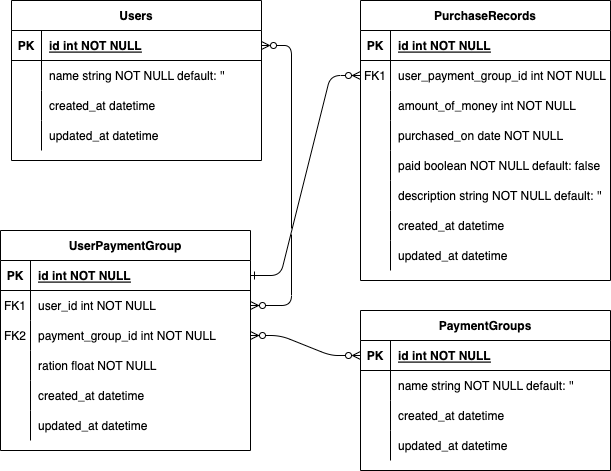 Users
PK id int NOT NULL
name string NOT NULL default: "
created_at datetime
updated_at datetime
PurchaseRecords
PK id int NOT NULL
FK1 user_payment_group_id int NOT NULL
amount_of_money int NOT NULL
purchased_on date NOT NULL
paid boolean NOT NULL default: false
description string NOT NULL default: "
created_at datetime
updated_at datetime
UserPaymentGroup
PK id int NOT NULL
FK1 user_id int NOT NULL
FK2 payment_group_id int NOT NULL
ration float NOT NULL
created_at datetime
updated_at datetime
PaymentGroups
PK id int NOT NULL
name string NOT NULL default: "
created_at datetime
updated_at datetime